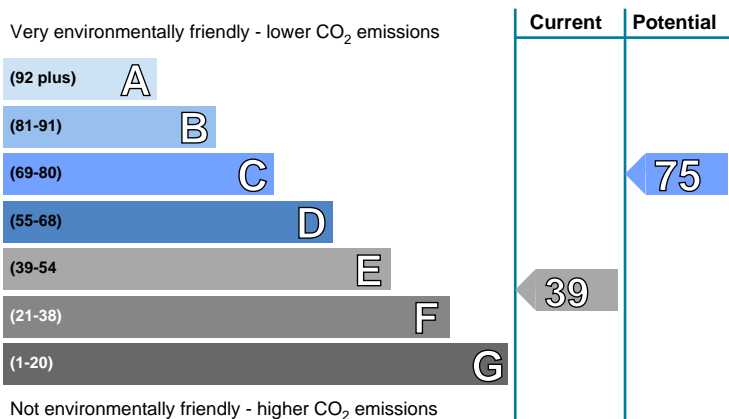 Very environmentally friendly - lower CO2 emissions
Current
Potential
(92 plus) A
(81-91) B
(69-80) C
75
(55-68) D
(39-54 E
39
(21-38) F
(1-20) G
Not environmentally friendly - higher CO2 emissions